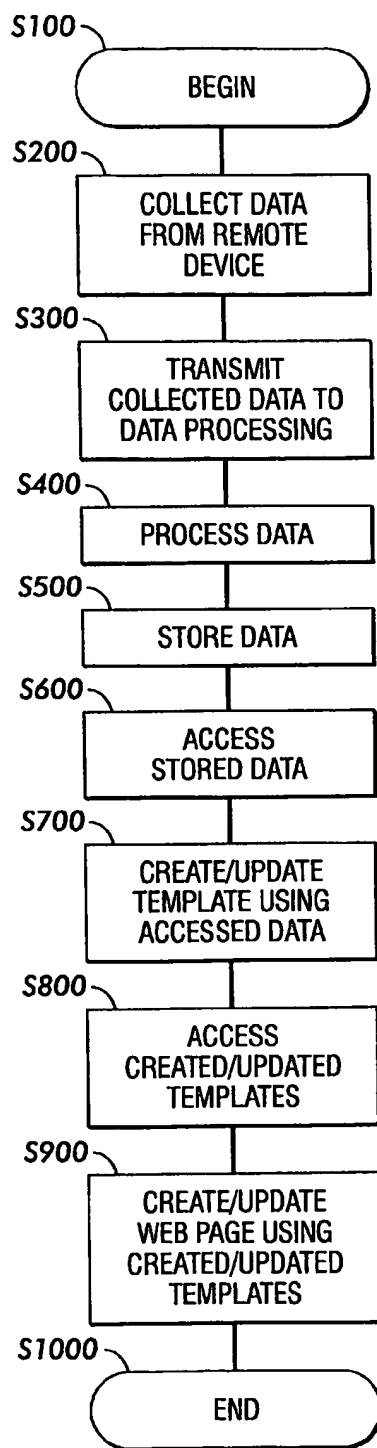 S100
BEGIN
S200
COLLECT DATA
FROM REMOTE
DEVICE
S300
TRANSMIT
COLLECTED DATA TO
DATA PROCESSING
S400
PROCESS DATA
S500
STORE DATA
S600
ACCESS
STORED DATA
S700
CREATE/UPDATE
TEMPLATE USING
ACCESSED DATA
S800
ACCESS
CREATED/UPDATED
TEMPLATES
S900
CREATE/UPDATE
WEB PAGE USING
CREATED/UPDATED
TEMPLATES
S1000
END